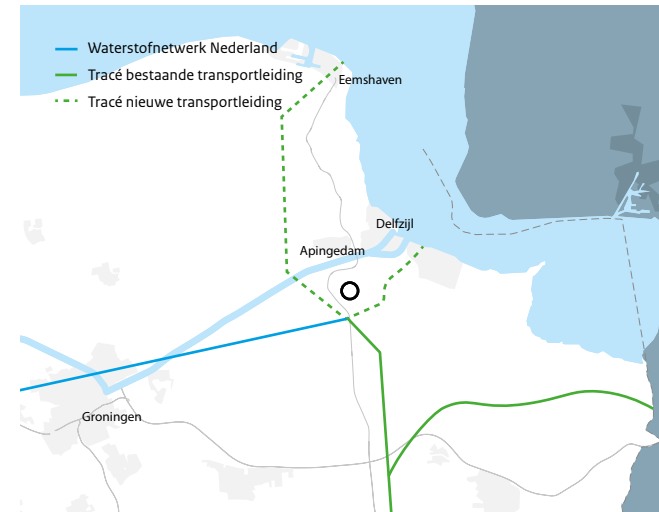 Waterstofnetwerk Nederland
Tracé bestaande transportleiding
Tracé nieuwe transportleiding
Eemshaven
Delfzijl
Apingedam
Groningen